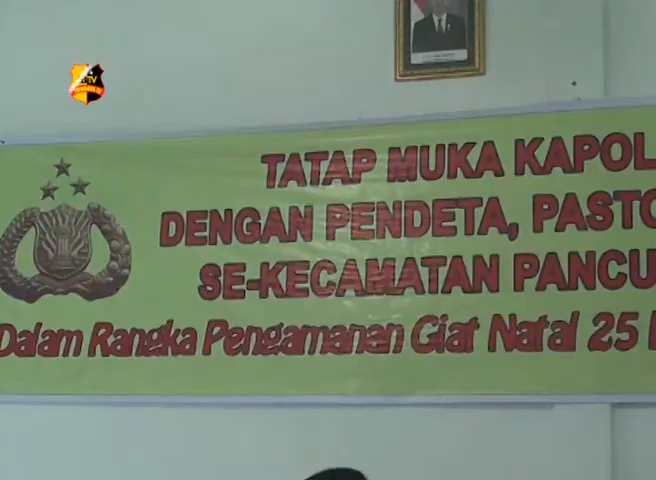 TATAP MUKA KAPOL
DENGAN PENDETA, PASTO
SE-KECAMATAN PANCU
Dalam Rangka Pengamanan Giat Natal 25